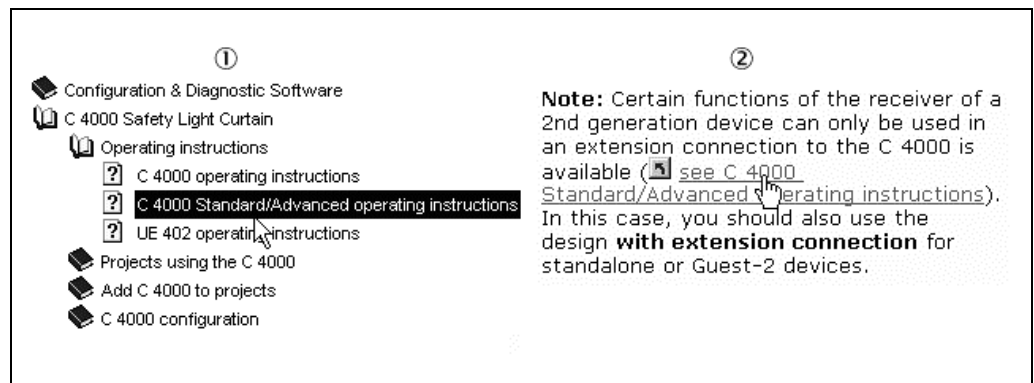 ①
Configuration & Diagnostic Software
C 4000 Safety Light Curtain
Operating instructions
C 4000 operating instructions
C 4000 Standard/Advanced operating instructions
UE 402 operating instructions
Projects using the C 4000
Add C 4000 to projects
C 4000 configuration
②
Note: Certain functions of the receiver of a
2nd generation device can only be used in
an extension connection to the C 4000 is
available (see C 4000
Standard/Advanced operating instructions).
In this case, you should also use the
design with extension connection for
standalone or Guest-2 devices.